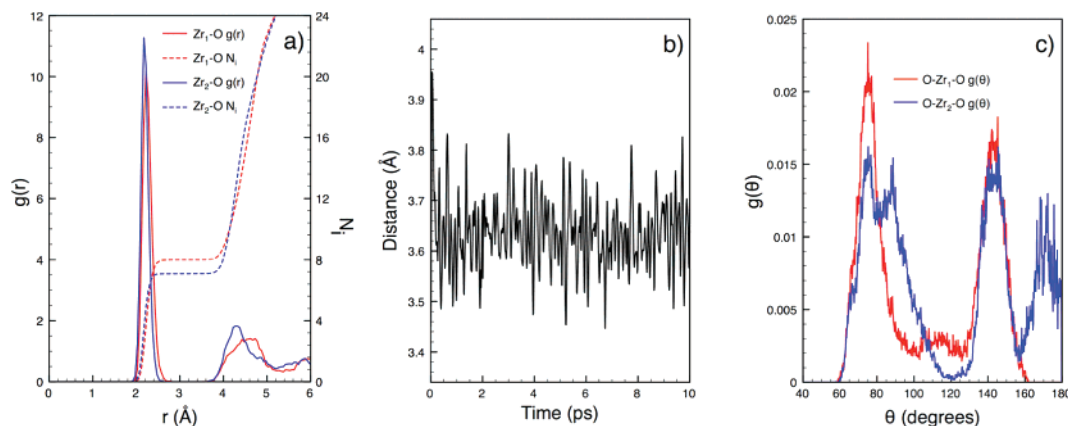 12
10
8
6
4
2
0
g(r)
0 1 2 3 4 5 6
r (Å)
24
20
16
12
8
4
0
Ni
a)
Zr1-O g(r)
Zr1-O Ni
Zr2-O g(r)
Zr2-O Ni
b)
4
3.9
3.8
3.7
3.6
3.5
3.4
Distance (Å)
0 2 4 6 8 10
Time (ps)
c)
O-Zr1-O g(θ)
O-Zr2-O g(θ)
0.025
0.02
0.015
0.01
0.005
0
g(θ)
40 60 80 100 120 140 160 180
θ (degrees)